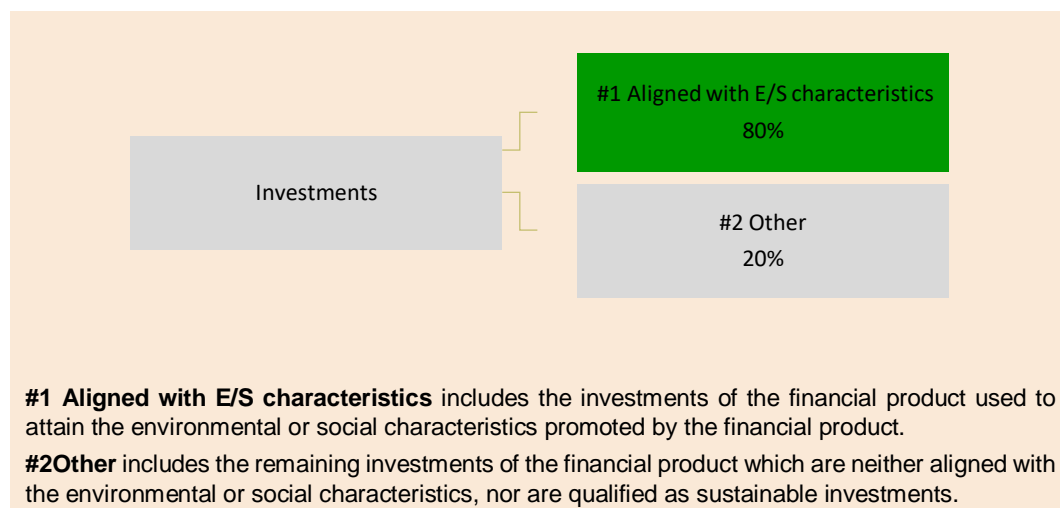 #1 Aligned with E/S characteristics
80%
Investments
#2 Other
20%
#1 Aligned with E/S characteristics includes the investments of the financial product used to
attain the environmental or social characteristics promoted by the financial product.
#2Other includes the remaining investments of the financial product which are neither aligned with
the environmental or social characteristics, nor are qualified as sustainable investments.